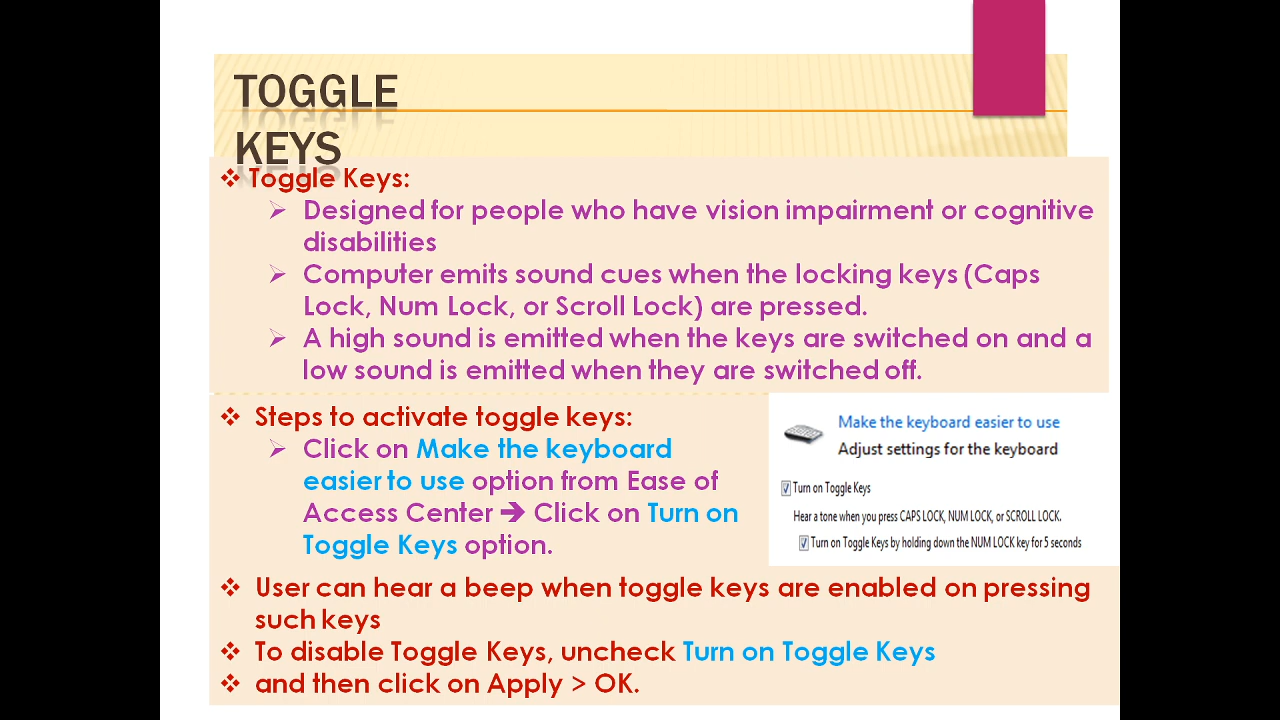 TOGGLE
KEYS
❖ Toggle Keys:
➢ Designed for people who have vision impairment or cognitive
disabilities
➢ Computer emits sound cues when the locking keys (Caps
Lock, Num Lock, or Scroll Lock) are pressed.
➢ A high sound is emitted when the keys are switched on and a
low sound is emitted when they are switched off.
❖ Steps to activate toggle keys:
➢ Click on Make the keyboard
easier to use option from Ease of
Access Center ➔ Click on Turn on
Toggle Keys option.
Make the keyboard easier to use
Adjust settings for the keyboard
Turn on Toggle Keys
Hear a tone when you press CAPS LOCK, NUM LOCK, or SCROLL LOCK.
Turn on Toggle Keys by holding down the NUM LOCK key for 5 seconds
❖ User can hear a beep when toggle keys are enabled on pressing
such keys
❖ To disable Toggle Keys, uncheck Turn on Toggle Keys
❖ and then click on Apply > OK.